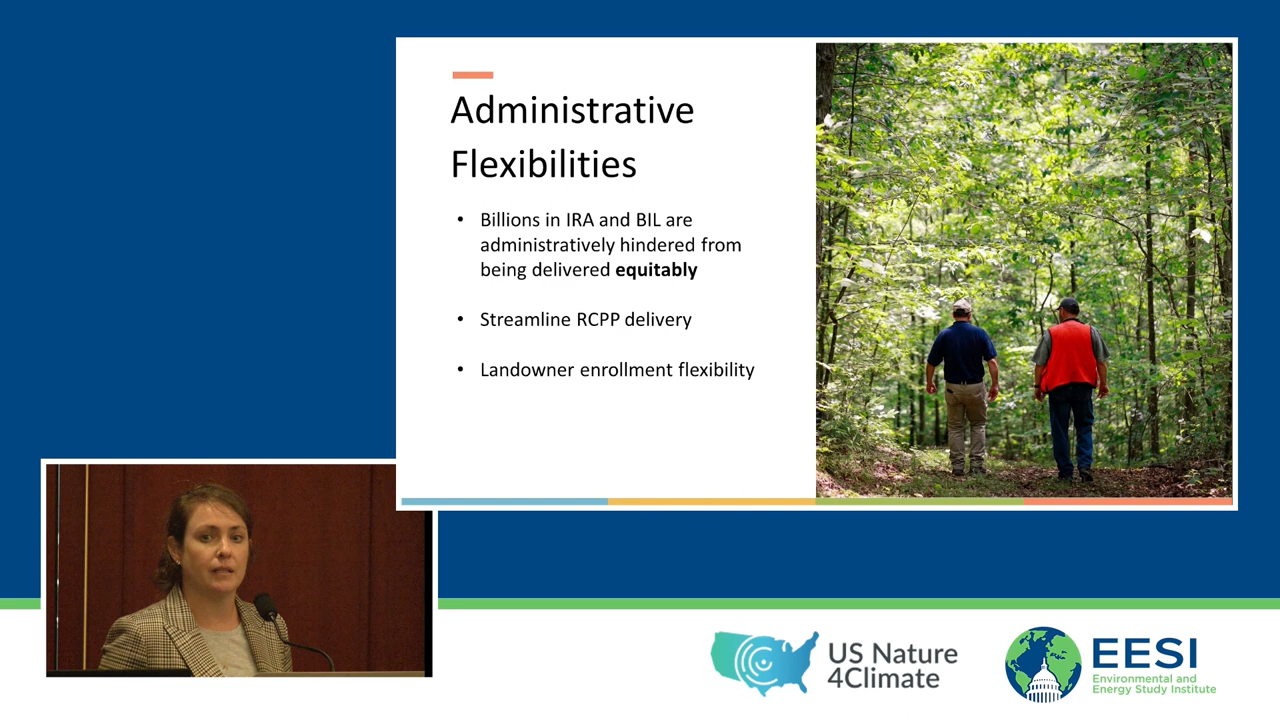 Administrative
Flexibilities
• Billions in IRA and BIL are
administratively hindered from
being delivered equitably
• Streamline RCPP delivery
• Landowner enrollment flexibility
US Nature
4Climate
EESI
Environmental and
Energy Study Institute